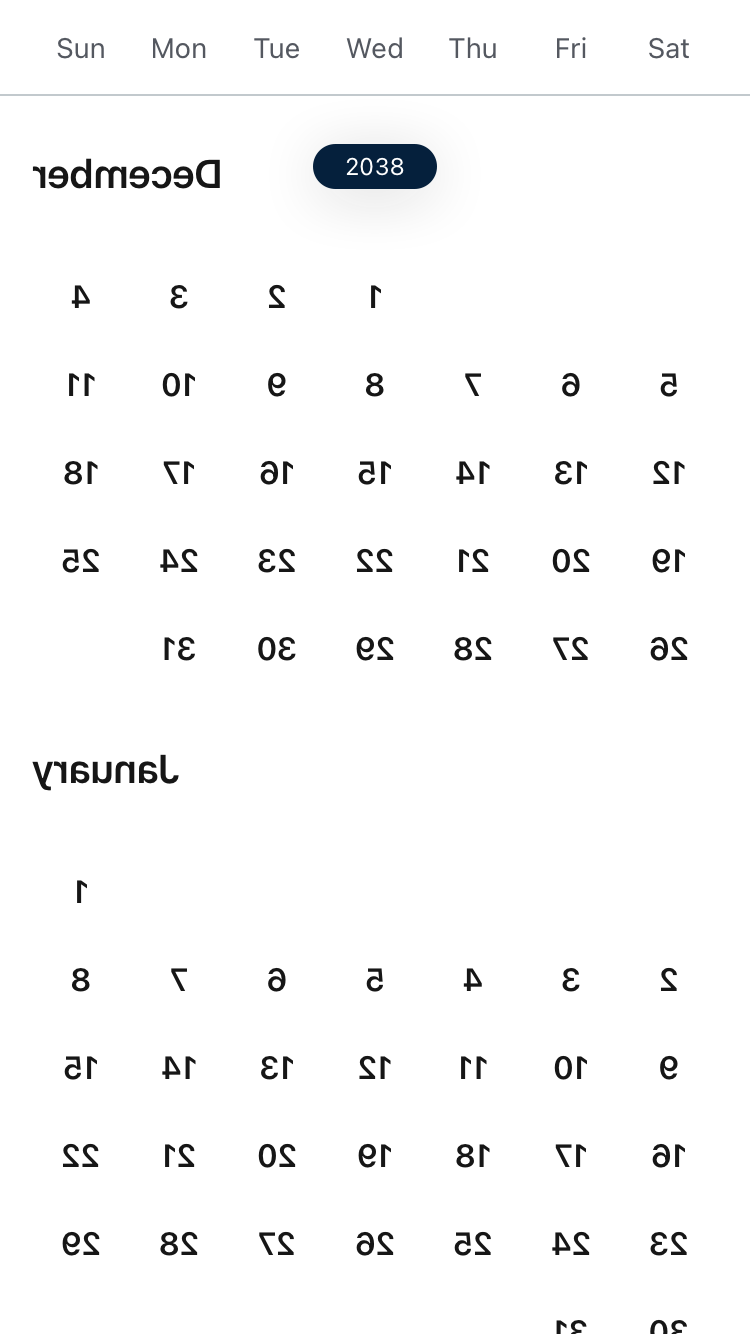 Sun Mon Tue Wed Thu Fri Sat
December 2038
4 3 2 1
11 10 9 8 7 6 5
18 17 16 15 14 13 12
25 24 23 22 21 20 19
31 30 29 28 27 26
January
1
8 7 6 5 4 3 2
15 14 13 12 11 10 9
22 21 20 19 18 17 16
29 28 27 26 25 24 23
31 30